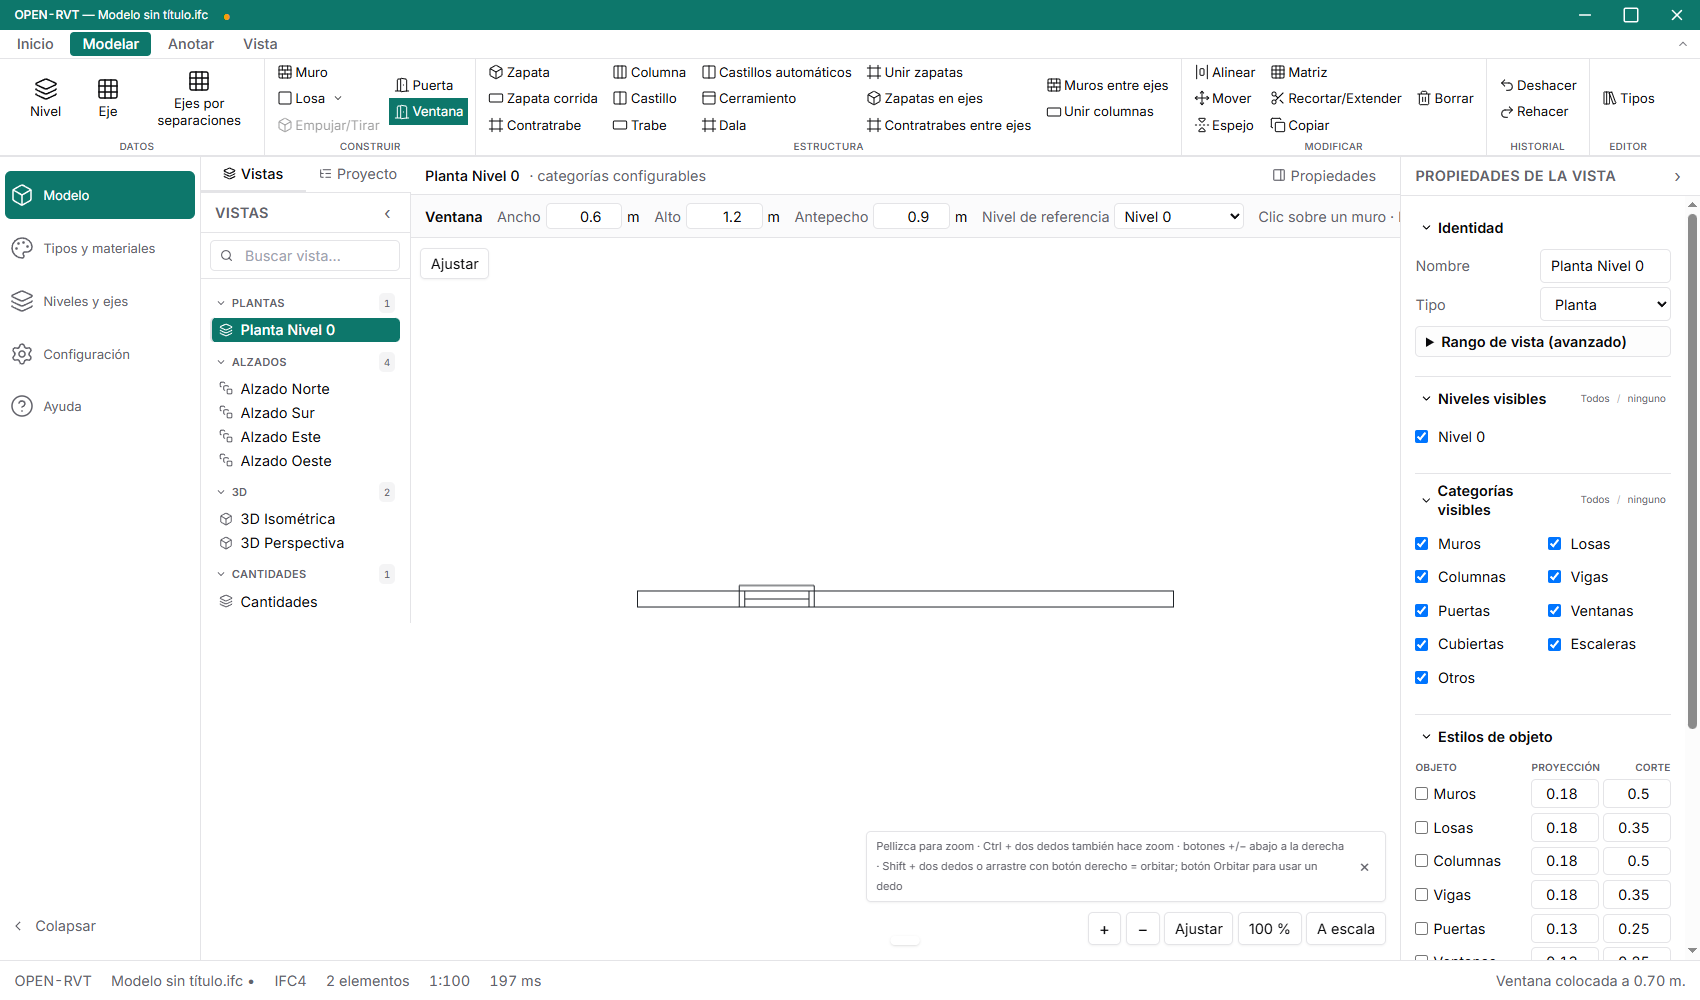 OPEN-RVT — Modelo sin título.ifc
Inicio Modelar Anotar Vista
Nivel
Eje
Ejes por separaciones
DATOS
Muro
Losa
Empujar/Tirar
Puerta
Ventana
CONSTRUIR
Zapata
Zapata corrida
Contratrabe
Columna
Castillo
Trabe
Castillos automáticos
Cerramiento
Dala
Unir zapatas
Zapatas en ejes
Contratrabes entre ejes
Muros entre ejes
Unir columnas
ESTRUCTURA
Alinear
Mover
Espejo
Matriz
Recortar/Extender
Copiar
Borrar
MODIFICAR
Deshacer
Rehacer
HISTORIAL
Tipos
EDITOR
Modelo
Tipos y materiales
Niveles y ejes
Configuración
Ayuda
Colapsar
Vistas Proyecto
VISTAS
Buscar vista...
PLANTAS 1
Planta Nivel 0
ALZADOS 4
Alzado Norte
Alzado Sur
Alzado Este
Alzado Oeste
3D 2
3D Isométrica
3D Perspectiva
CANTIDADES 1
Cantidades
Planta Nivel 0 · categorías configurables
Propiedades
Ventana Ancho 0.6 m Alto 1.2 m Antepecho 0.9 m Nivel de referencia Nivel 0 Clic sobre un muro ·
Ajustar
Pellizca para zoom · Ctrl + dos dedos también hace zoom · botones +/− abajo a la derecha
· Shift + dos dedos o arrastre con botón derecho = orbitar; botón Orbitar para usar un
dedo
+ − Ajustar 100 % A escala
PROPIEDADES DE LA VISTA
Identidad
Nombre Planta Nivel 0
Tipo Planta
Rango de vista (avanzado)
Niveles visibles Todos / ninguno
Nivel 0
Categorías visibles Todos / ninguno
Muros Losas
Columnas Vigas
Puertas Ventanas
Cubiertas Escaleras
Otros
Estilos de objeto
OBJETO PROYECCIÓN CORTE
Muros 0.18 0.5
Losas 0.18 0.35
Columnas 0.18 0.5
Vigas 0.18 0.35
Puertas 0.13 0.25
OPEN-RVT Modelo sin título.ifc • IFC4 2 elementos 1:100 197 ms
Ventana colocada a 0.70 m.